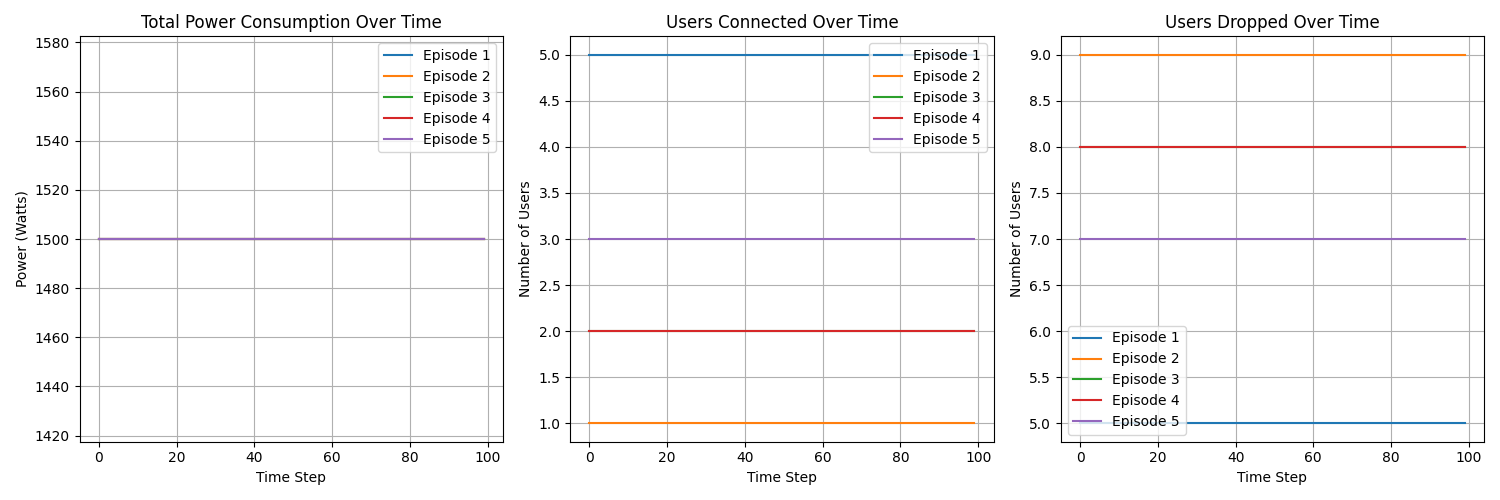 Total Power Consumption Over Time
Power (Watts)
1580
1560
1540
1520
1500
1480
1460
1440
1420
0 20 40 60 80 100
Time Step
Episode 1
Episode 2
Episode 3
Episode 4
Episode 5
Users Connected Over Time
Number of Users
5.0
4.5
4.0
3.5
3.0
2.5
2.0
1.5
1.0
0 20 40 60 80 100
Time Step
Episode 1
Episode 2
Episode 3
Episode 4
Episode 5
Users Dropped Over Time
Number of Users
9.0
8.5
8.0
7.5
7.0
6.5
6.0
5.5
5.0
0 20 40 60 80 100
Time Step
Episode 1
Episode 2
Episode 3
Episode 4
Episode 5